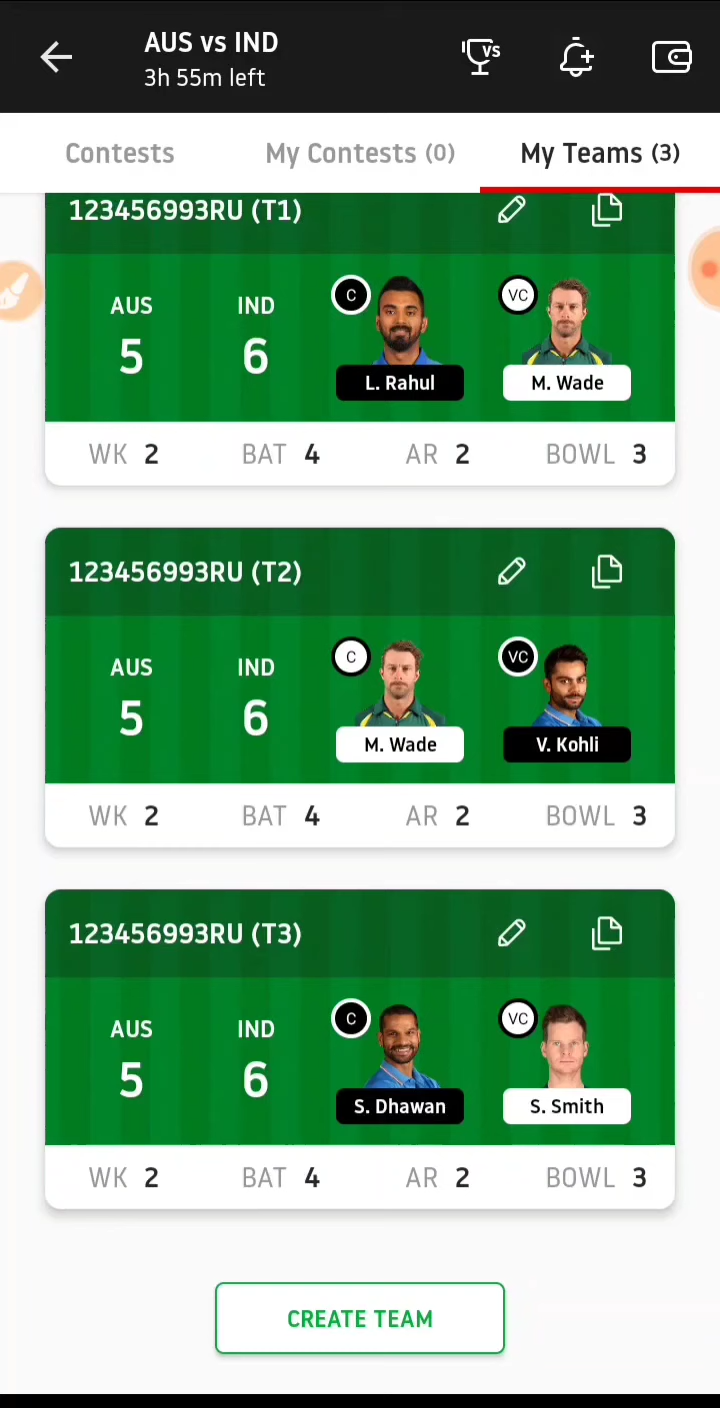 AUS vs IND
3h 55m left
VS
Contests
My Contests (0)
My Teams (3)
123456993RU (T1)
AUS
IND
5
6
C
VC
L. Rahul
M. Wade
WK 2
BAT 4
AR 2
BOWL 3
123456993RU (T2)
AUS
IND
5
6
C
VC
M. Wade
V. Kohli
WK 2
BAT 4
AR 2
BOWL 3
123456993RU (T3)
AUS
IND
5
6
C
VC
S. Dhawan
S. Smith
WK 2
BAT 4
AR 2
BOWL 3
CREATE TEAM